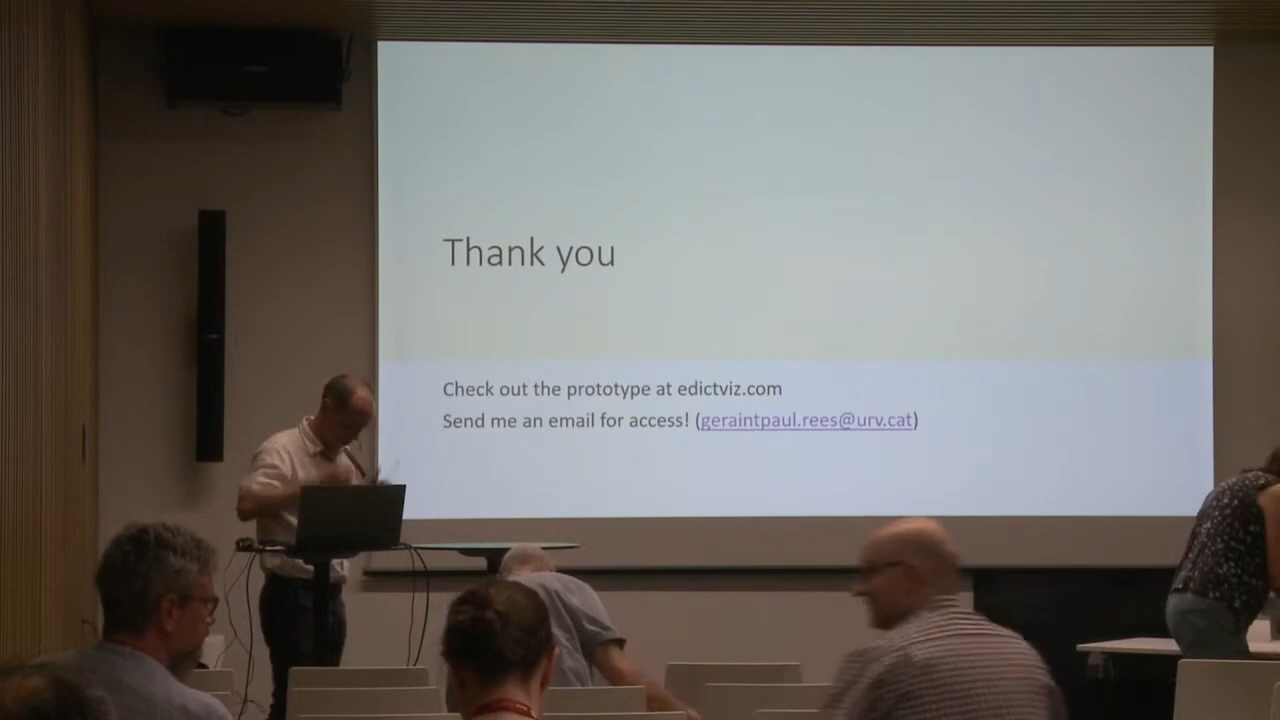 Thank you
Check out the prototype at edictviz.com
Send me an email for access! (geraintpaul.rees@urv.cat)